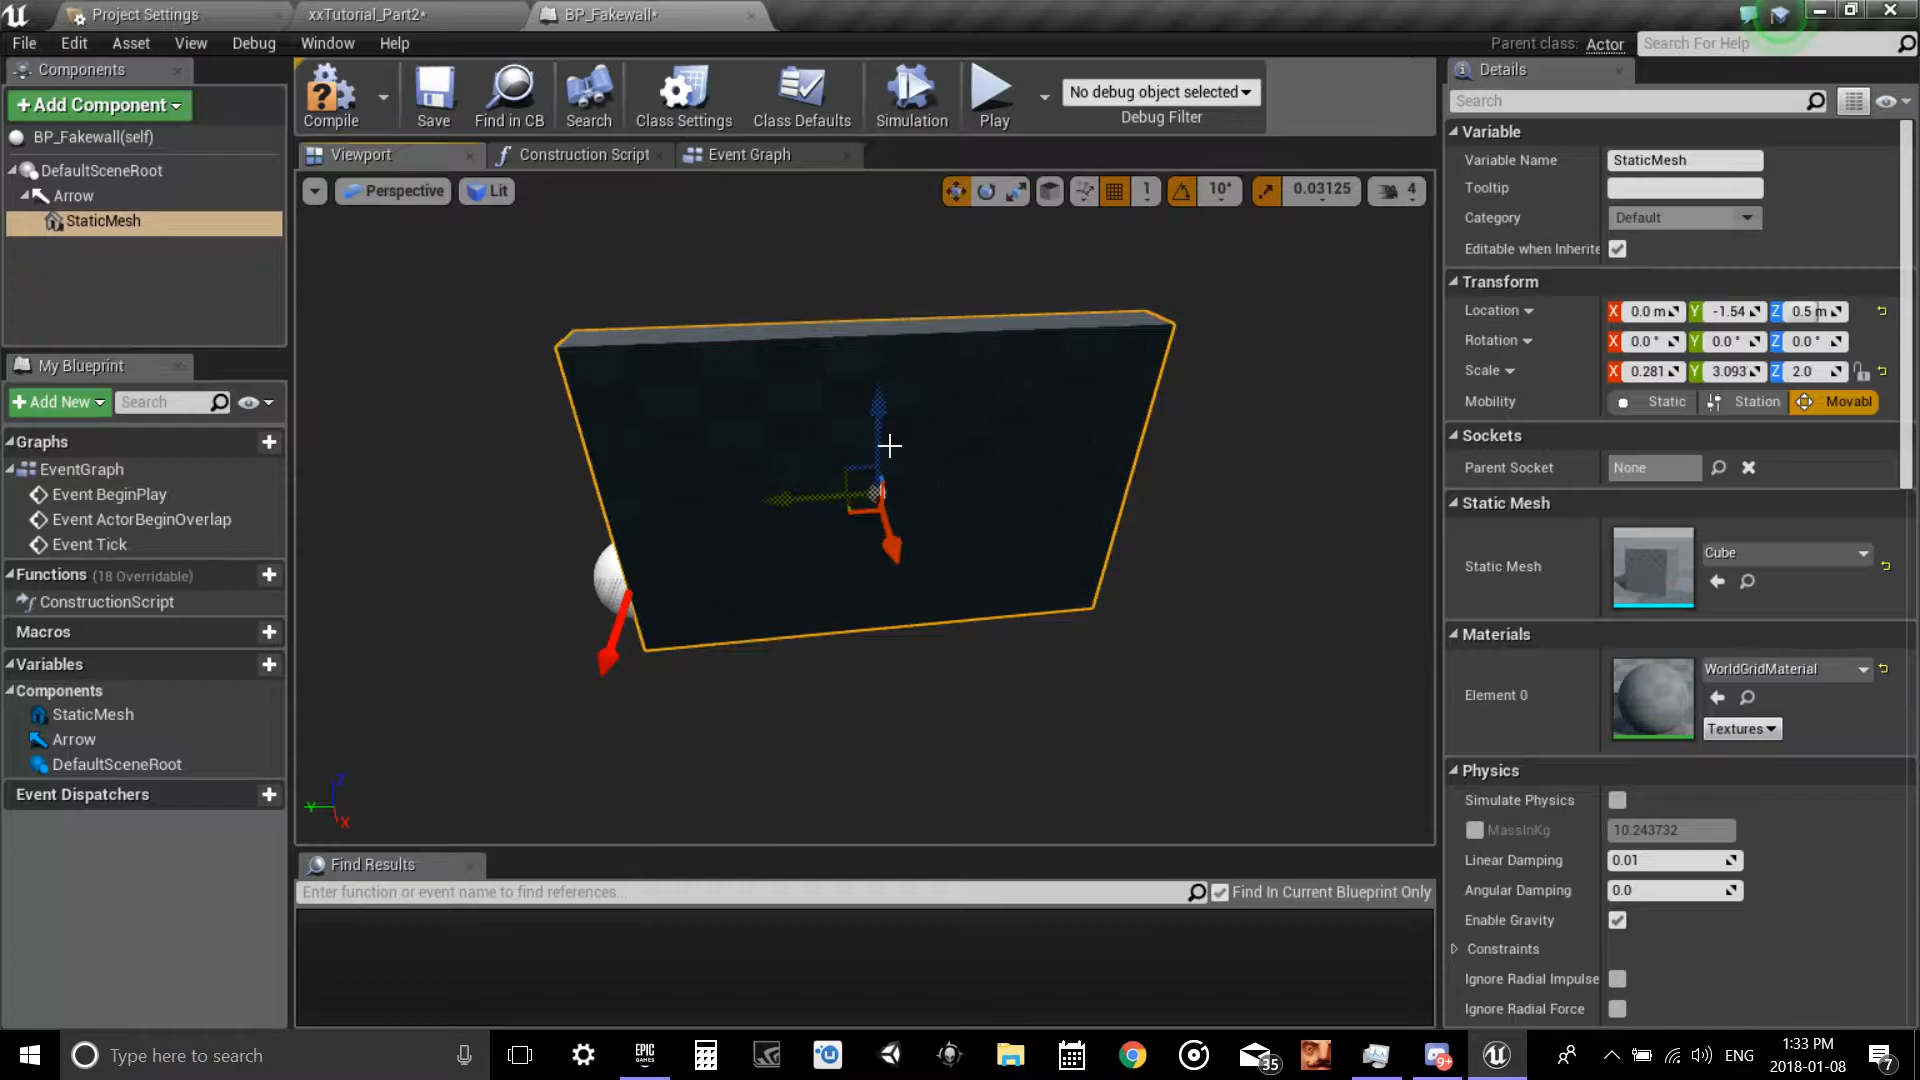 Project Settings
xxTutorial_Part2*
BP_Fakewall*
File Edit Asset View Debug Window Help
Parent class: Actor
Search For Help
Components
Add Component
BP_Fakewall(self)
DefaultSceneRoot
Arrow
StaticMesh
Compile
Save
Find in CB
Search
Class Settings
Class Defaults
Simulation
Play
No debug object selected
Debug Filter
Viewport
Construction Script
Event Graph
Perspective
Lit
1
10°
0.03125
4
My Blueprint
Add New
Search
Graphs
EventGraph
Event BeginPlay
Event ActorBeginOverlap
Event Tick
Functions (18 Overridable)
ConstructionScript
Macros
Variables
Components
StaticMesh
Arrow
DefaultSceneRoot
Event Dispatchers
Z
Y
X
Find Results
Enter function or event name to find references...
Find In Current Blueprint Only
Details
Search
Variable
Variable Name StaticMesh
Tooltip
Category Default
Editable when Inherite
Transform
Location X 0.0 m Y -1.54 Z 0.5 m
Rotation X 0.0 ° Y 0.0 ° Z 0.0 °
Scale X 0.281 Y 3.093 Z 2.0
Mobility Static Station Movabl
Sockets
Parent Socket None
Static Mesh
Static Mesh Cube
Materials
Element 0 WorldGridMaterial
Textures
Physics
Simulate Physics
MassInKg 10.243732
Linear Damping 0.01
Angular Damping 0.0
Enable Gravity
Constraints
Ignore Radial Impulse
Ignore Radial Force
Type here to search
EPIC
GAMES
35
9+
ENG
1:33 PM
2018-01-08
7